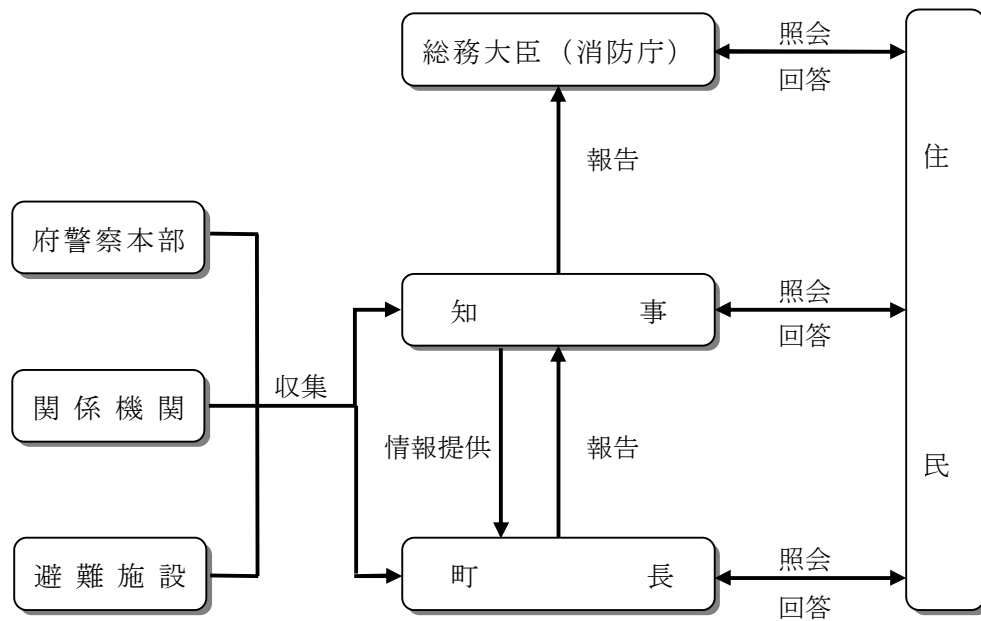 総務大臣（消防庁）
照会
回答
住民
報告
府警察本部
知事
照会
回答
関係機関
収集
情報提供
報告
避難施設
町長
照会
回答